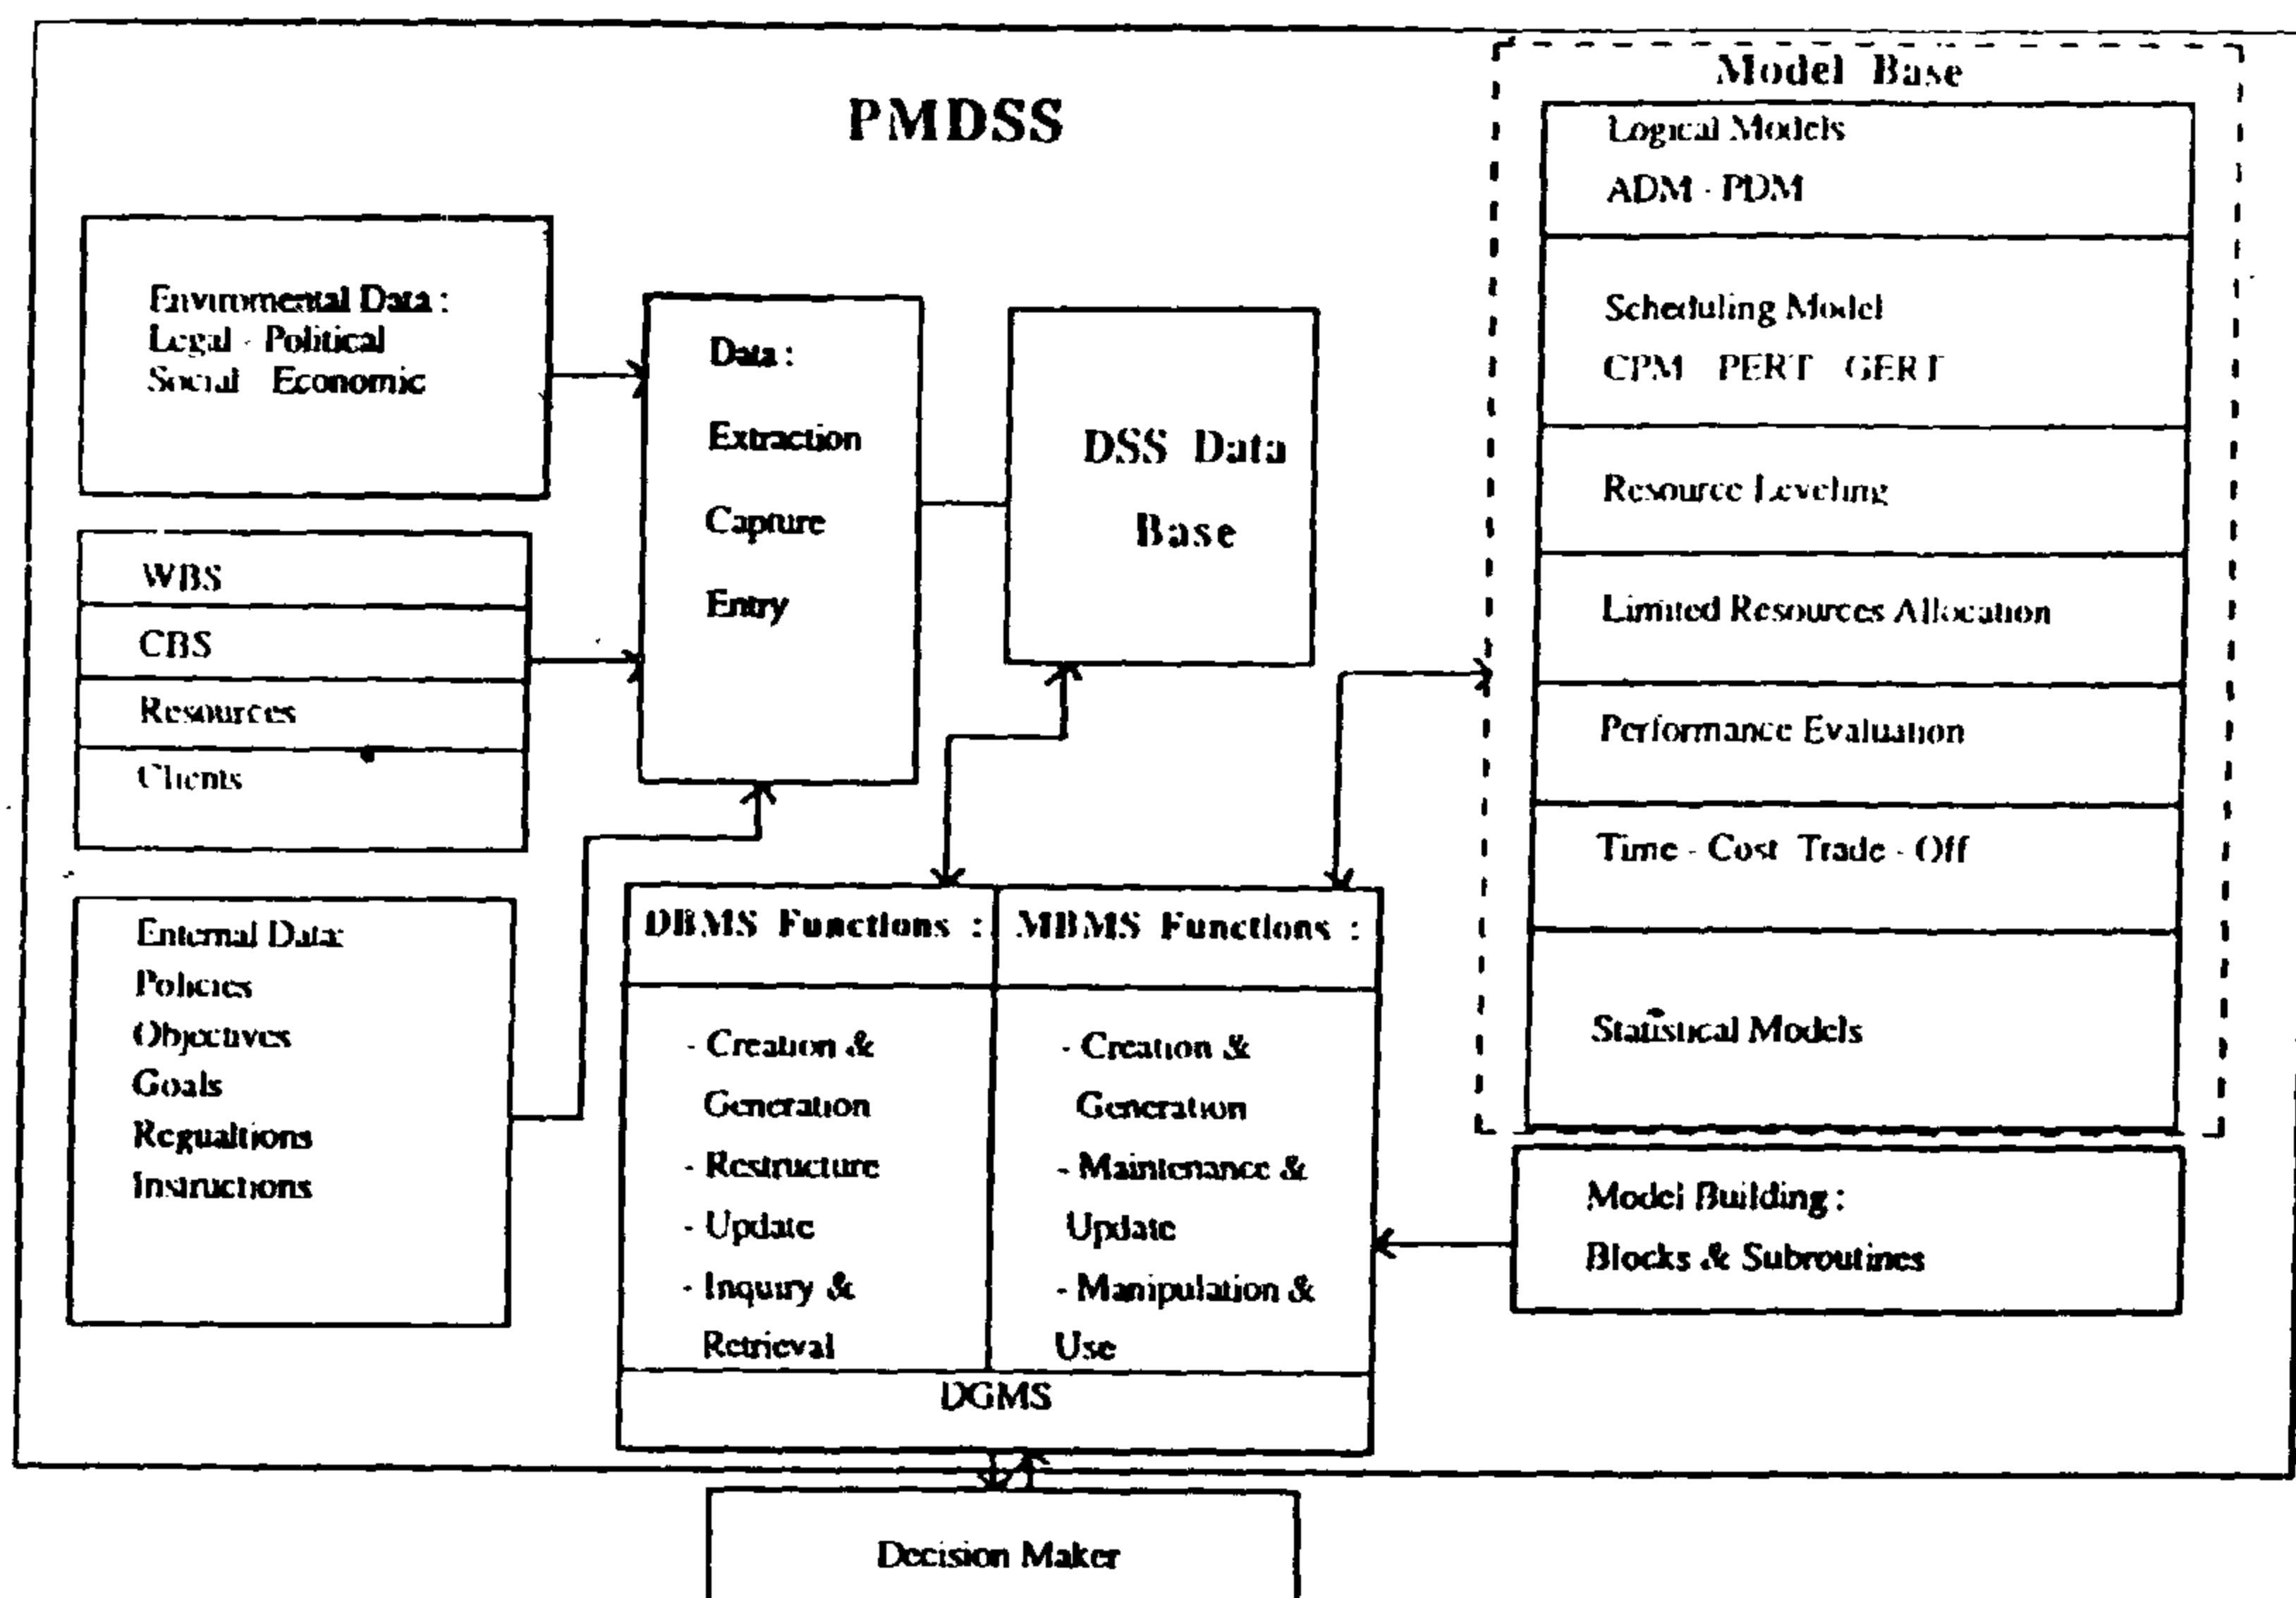 PMDSS
Enviromental Data :
Legal - Political
Social Economic
WBS
CBS
Resources
Clients
Enternal Data:
Policies
Objectives
Goals
Regualtions
Instructions
Data :
Extraction
Capture
Entry
DSS Data
Base
DBMS Functions :
- Creation &
Generation
- Restructure
- Update
- Inquiry &
Retrieval
MBMS Functions :
- Creation &
Generation
- Maintenance &
Update
- Manipulation &
Use
DGMS
Decision Maker
Model Base
Logical Models
ADM - PDM
Scheduling Model
CPM PERT GERT
Resource Leveling
Limited Resources Allocation
Performance Evaluation
Time - Cost Trade - Off
Statistical Models
Model Building :
Blocks & Subroutines